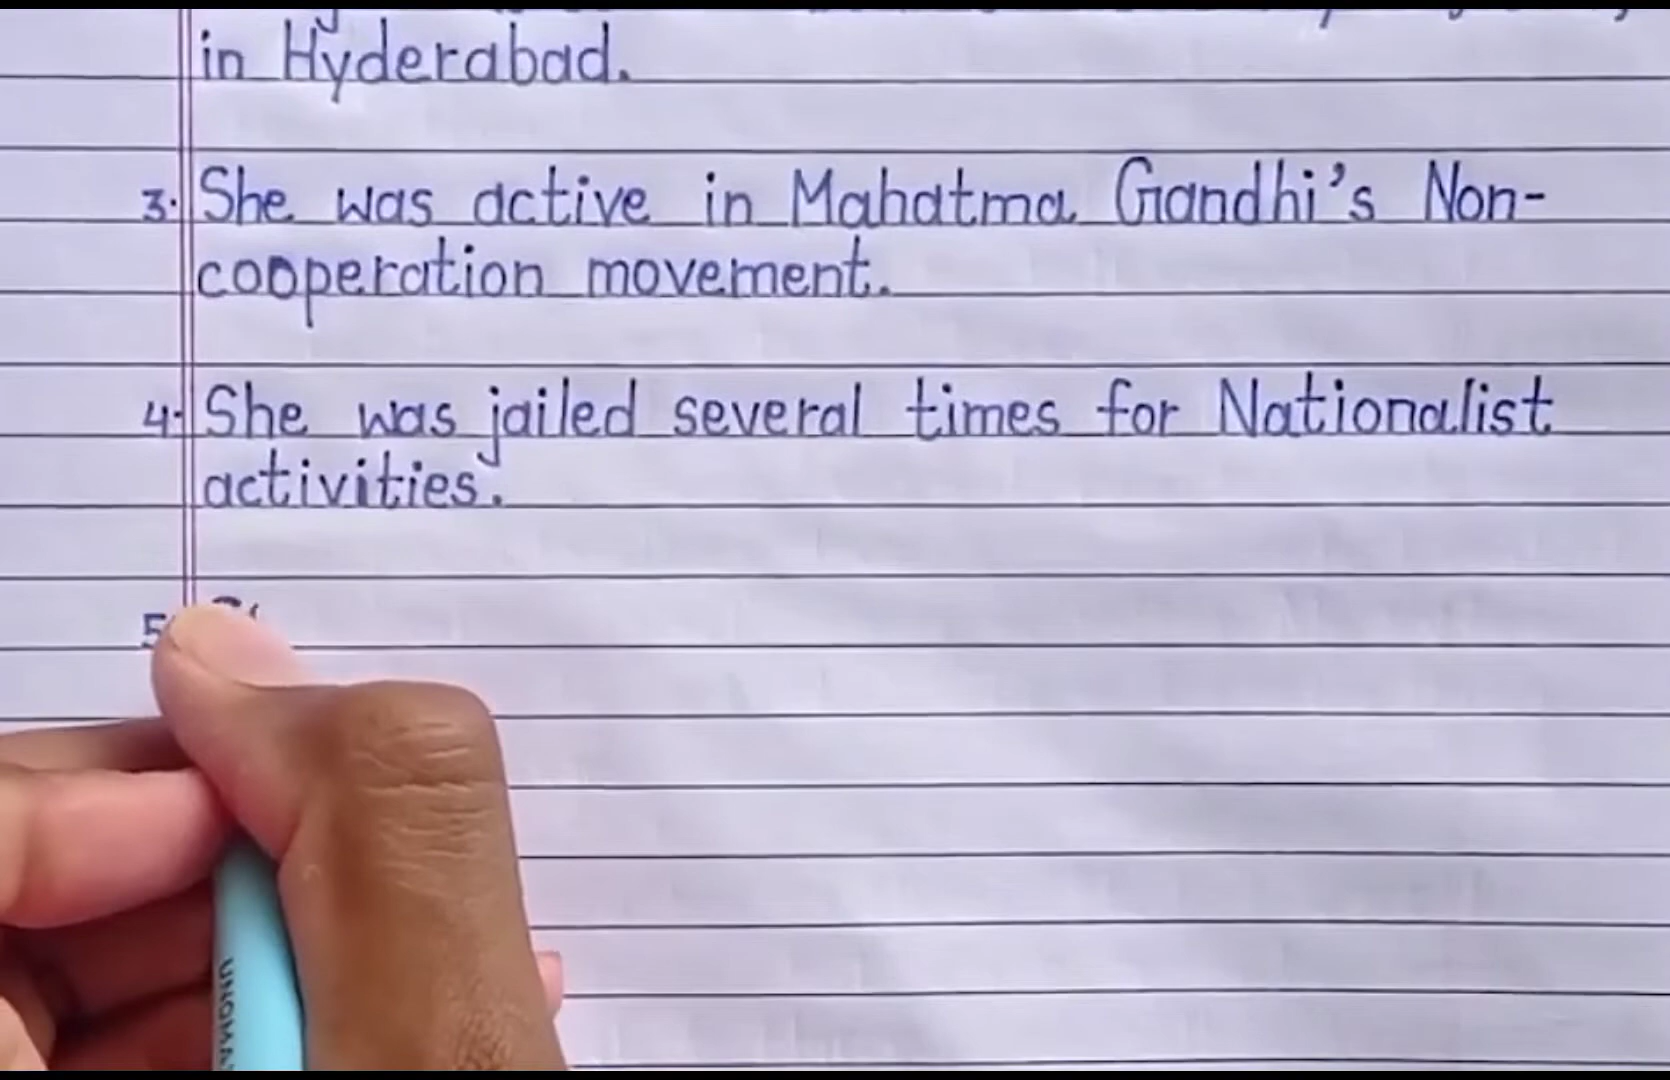 in Hyderabad.
3. She was active in Mahatma Gandhi's Non-
cooperation movement.
4. She was jailed several times for Nationalist
activities.
5